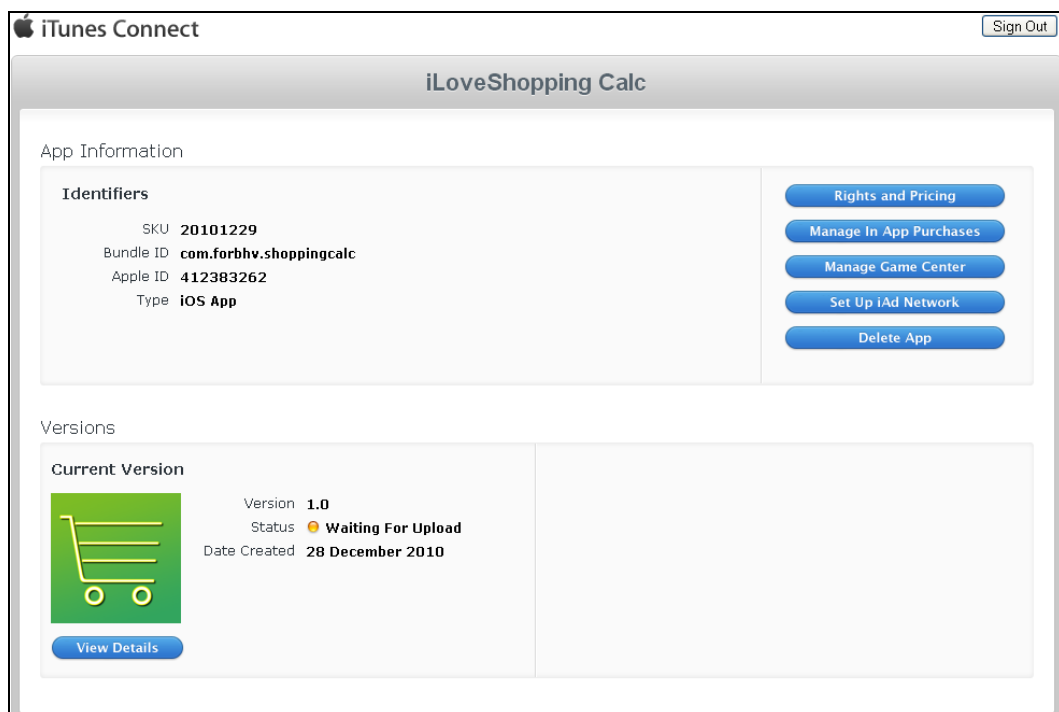 iTunes Connect
Sign Out
iLoveShopping Calc
App Information
Identifiers
SKU 20101229
Bundle ID com.forbhv.shoppingcalc
Apple ID 412383262
Type iOS App
Rights and Pricing
Manage In App Purchases
Manage Game Center
Set Up iAd Network
Delete App
Versions
Current Version
Version 1.0
Status Waiting For Upload
Date Created 28 December 2010
View Details